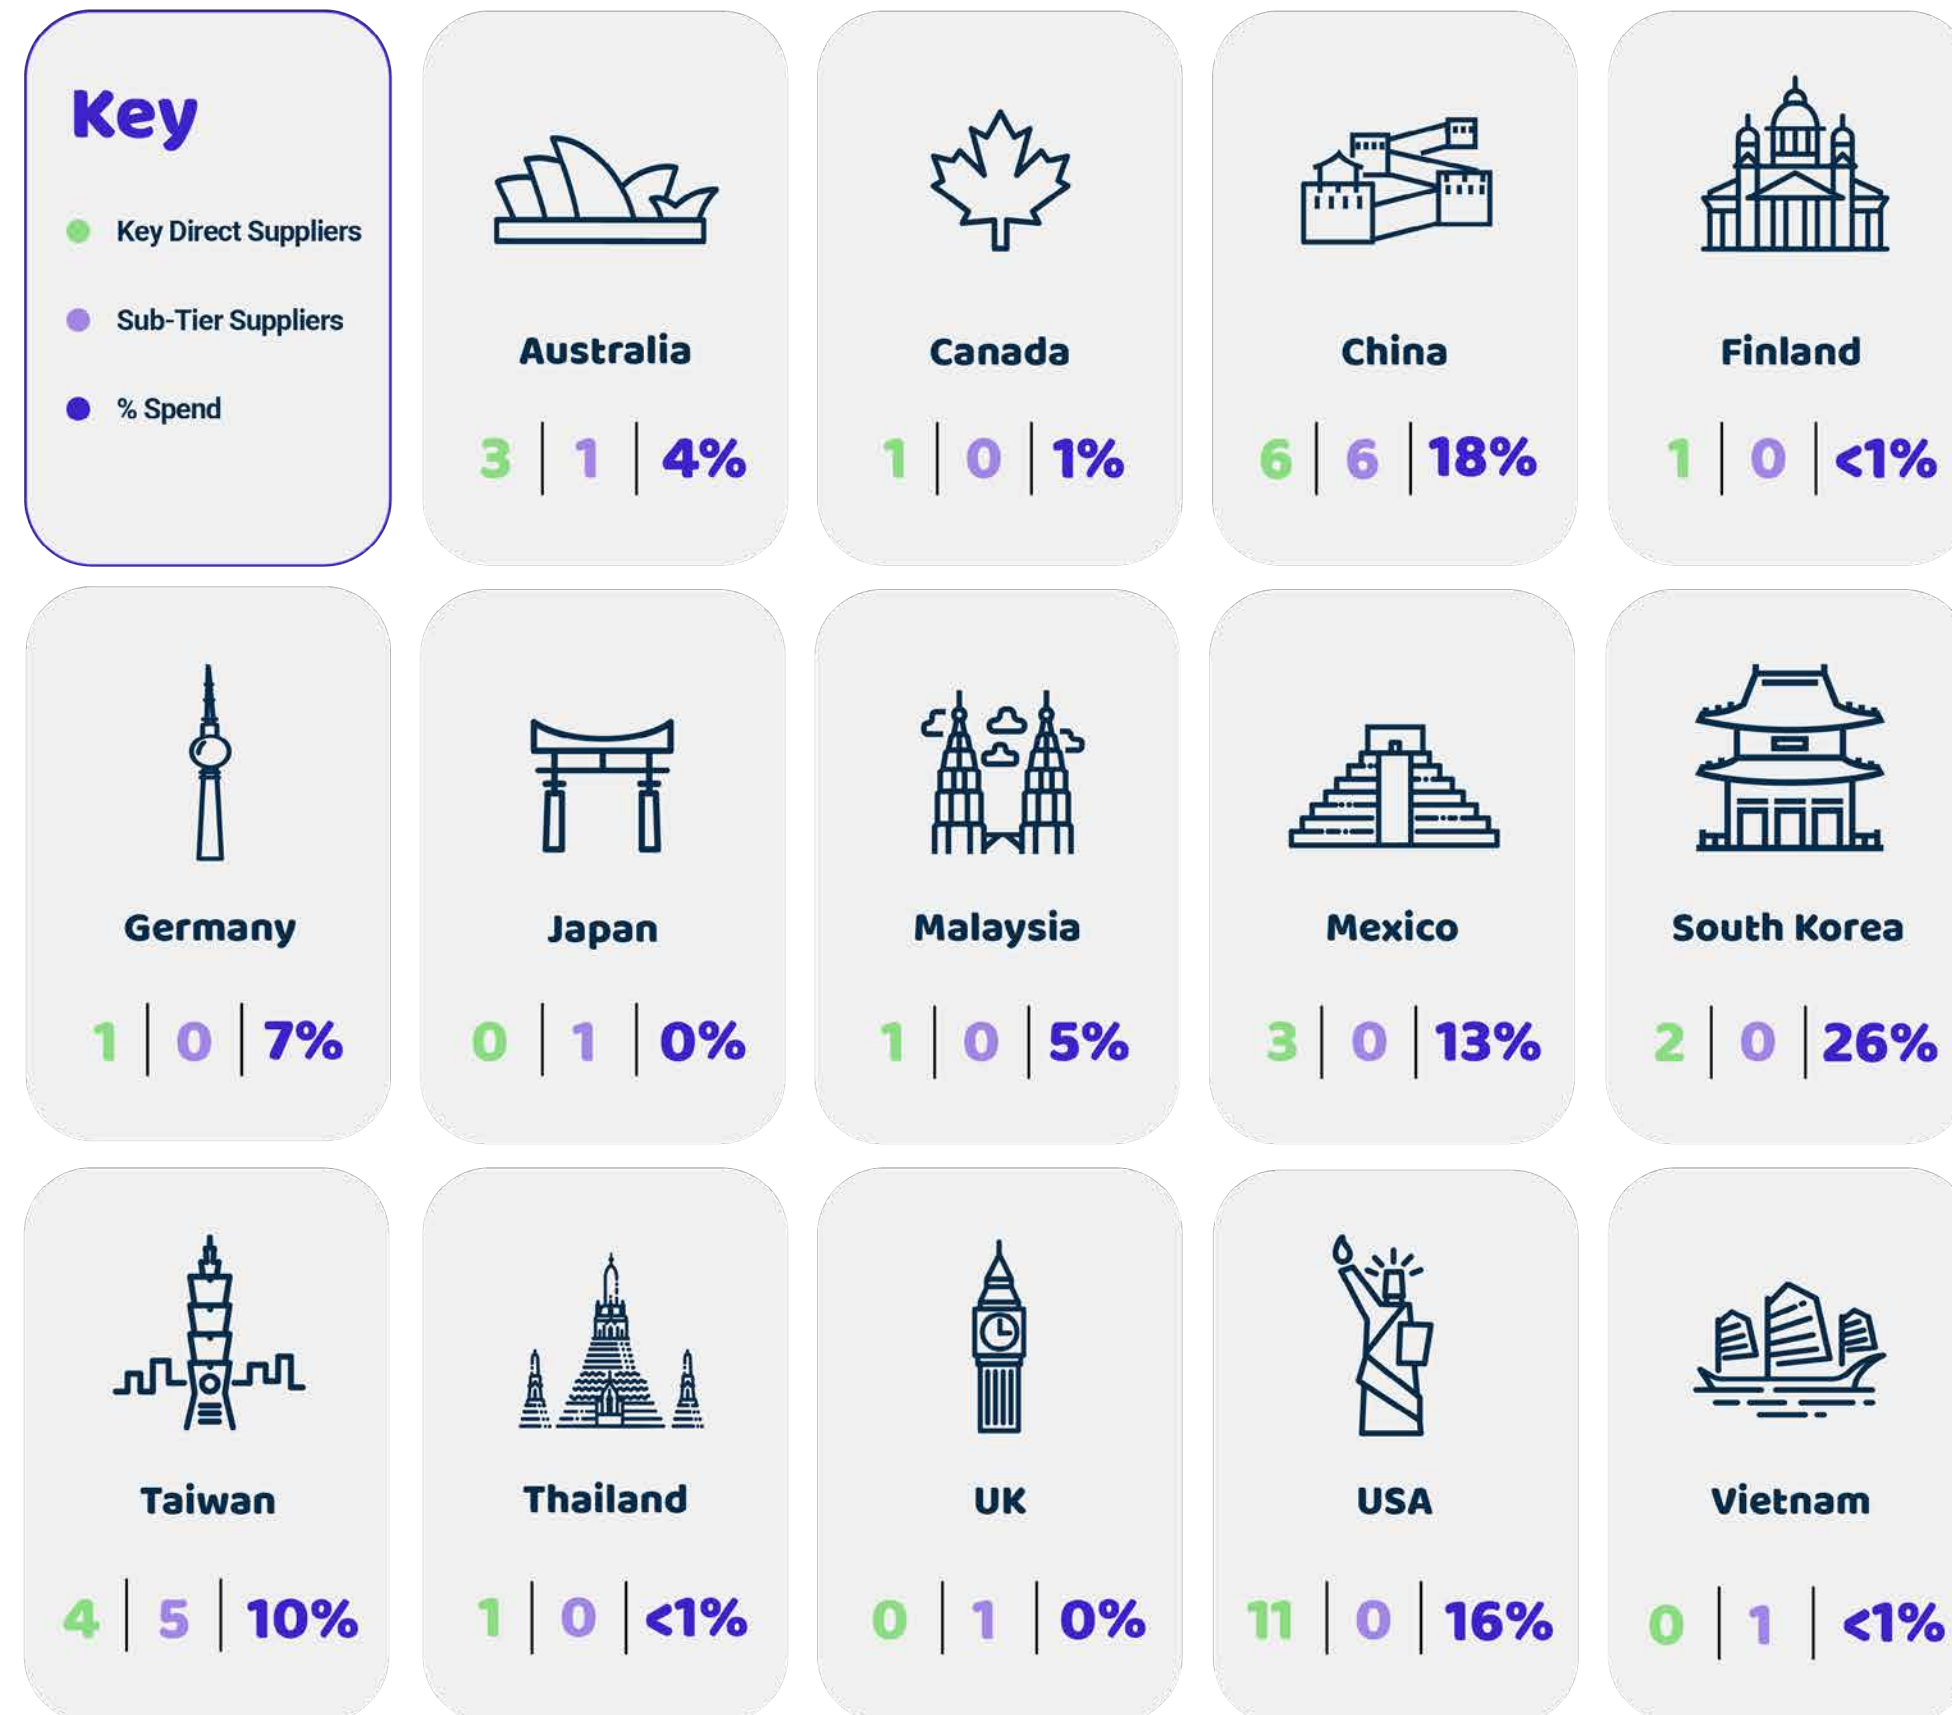 Key
Key Direct Suppliers
Sub-Tier Suppliers
% Spend
Australia
3 1 4%
Canada
1 0 1%
China
6 6 18%
Finland
1 0 <1%
Germany
1 0 7%
Japan
0 1 0%
Malaysia
1 0 5%
Mexico
3 0 13%
South Korea
2 0 26%
Taiwan
4 5 10%
Thailand
1 0 <1%
UK
0 1 0%
USA
11 0 16%
Vietnam
0 1 <1%